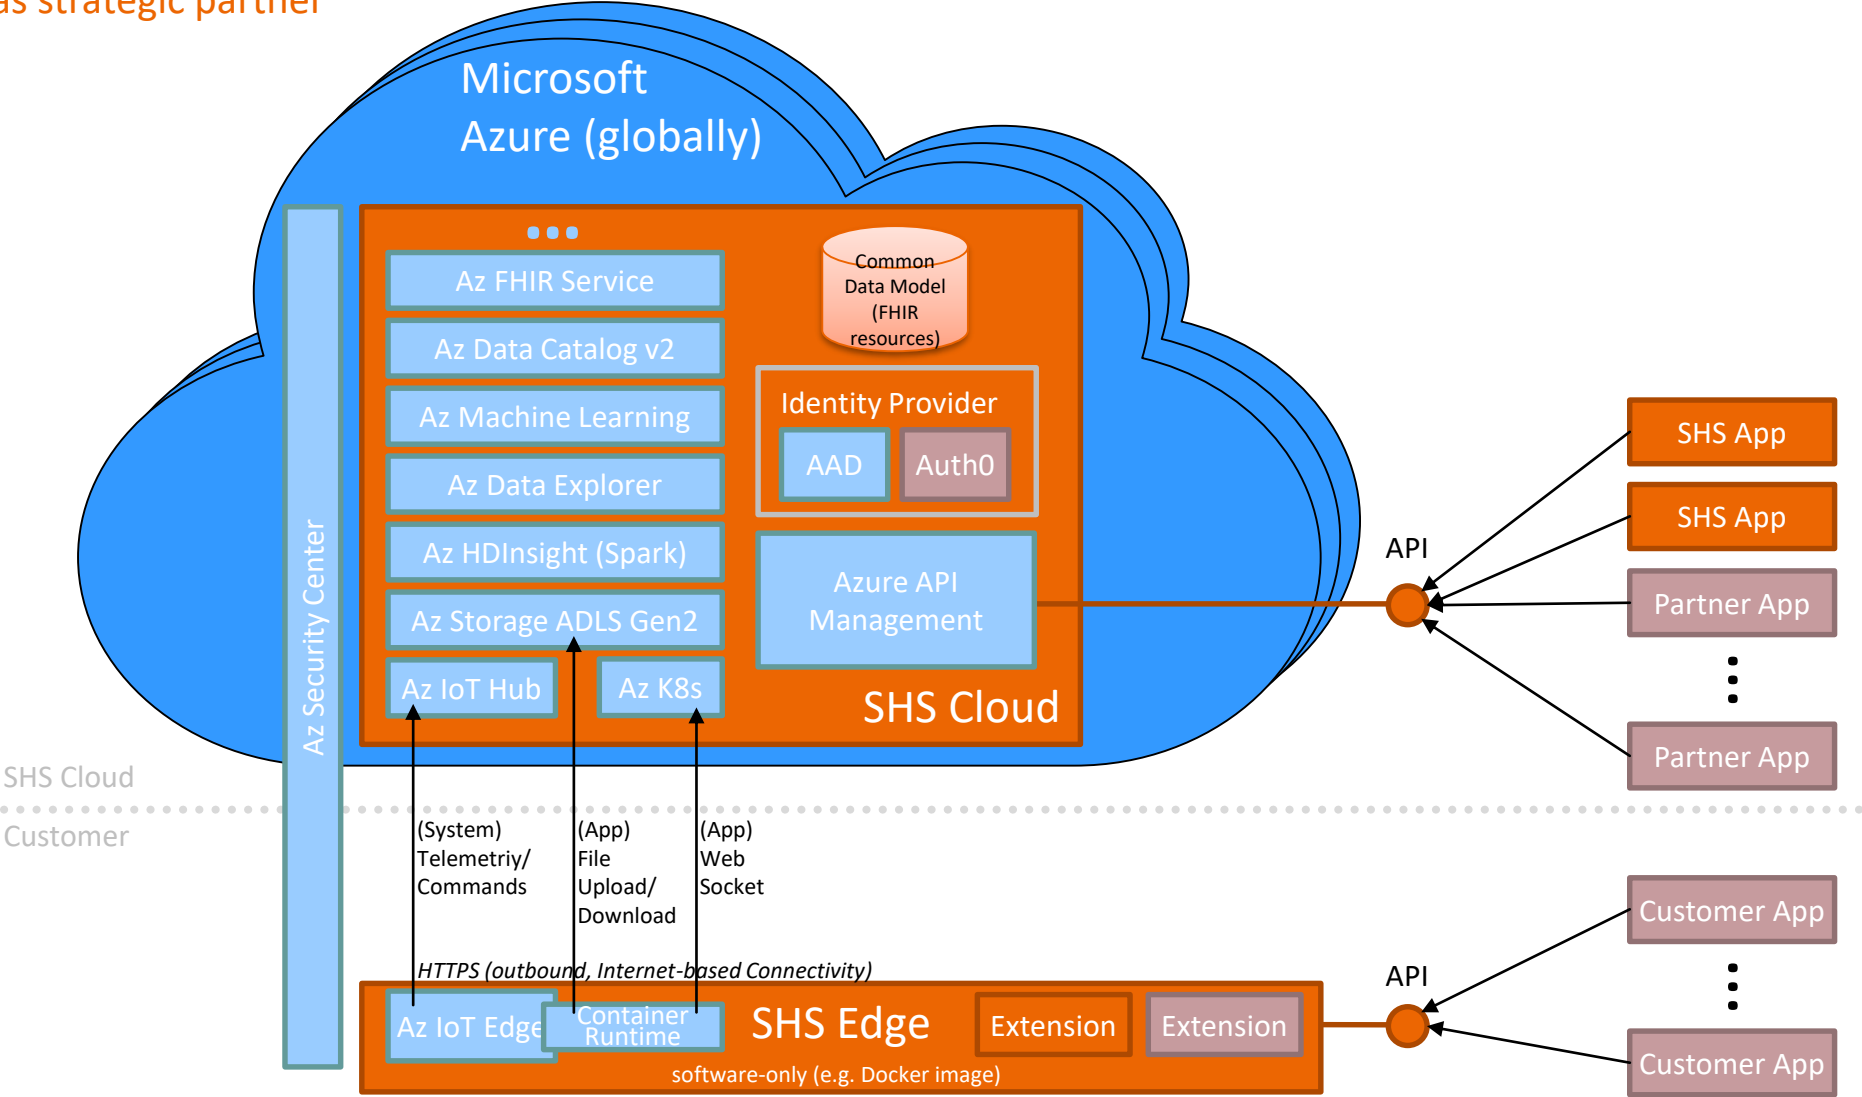 as strategic partner
Microsoft
Azure (globally)
...
Az FHIR Service
Az Data Catalog v2
Az Machine Learning
Az Data Explorer
Az HDInsight (Spark)
Az Storage ADLS Gen2
Az IoT Hub
Az K8s
Az Security Center
Common
Data Model
(FHIR
resources)
Identity Provider
AAD
Auth0
Azure API
Management
SHS Cloud
API
SHS App
SHS App
Partner App
Partner App
SHS Cloud
Customer
(System)
Telemetriy/
Commands
(App)
File
Upload/
Download
(App)
Web
Socket
HTTPS (outbound, Internet-based Connectivity)
Az IoT Edge
Container
Runtime
SHS Edge
Extension
Extension
software-only (e.g. Docker image)
API
Customer App
Customer App